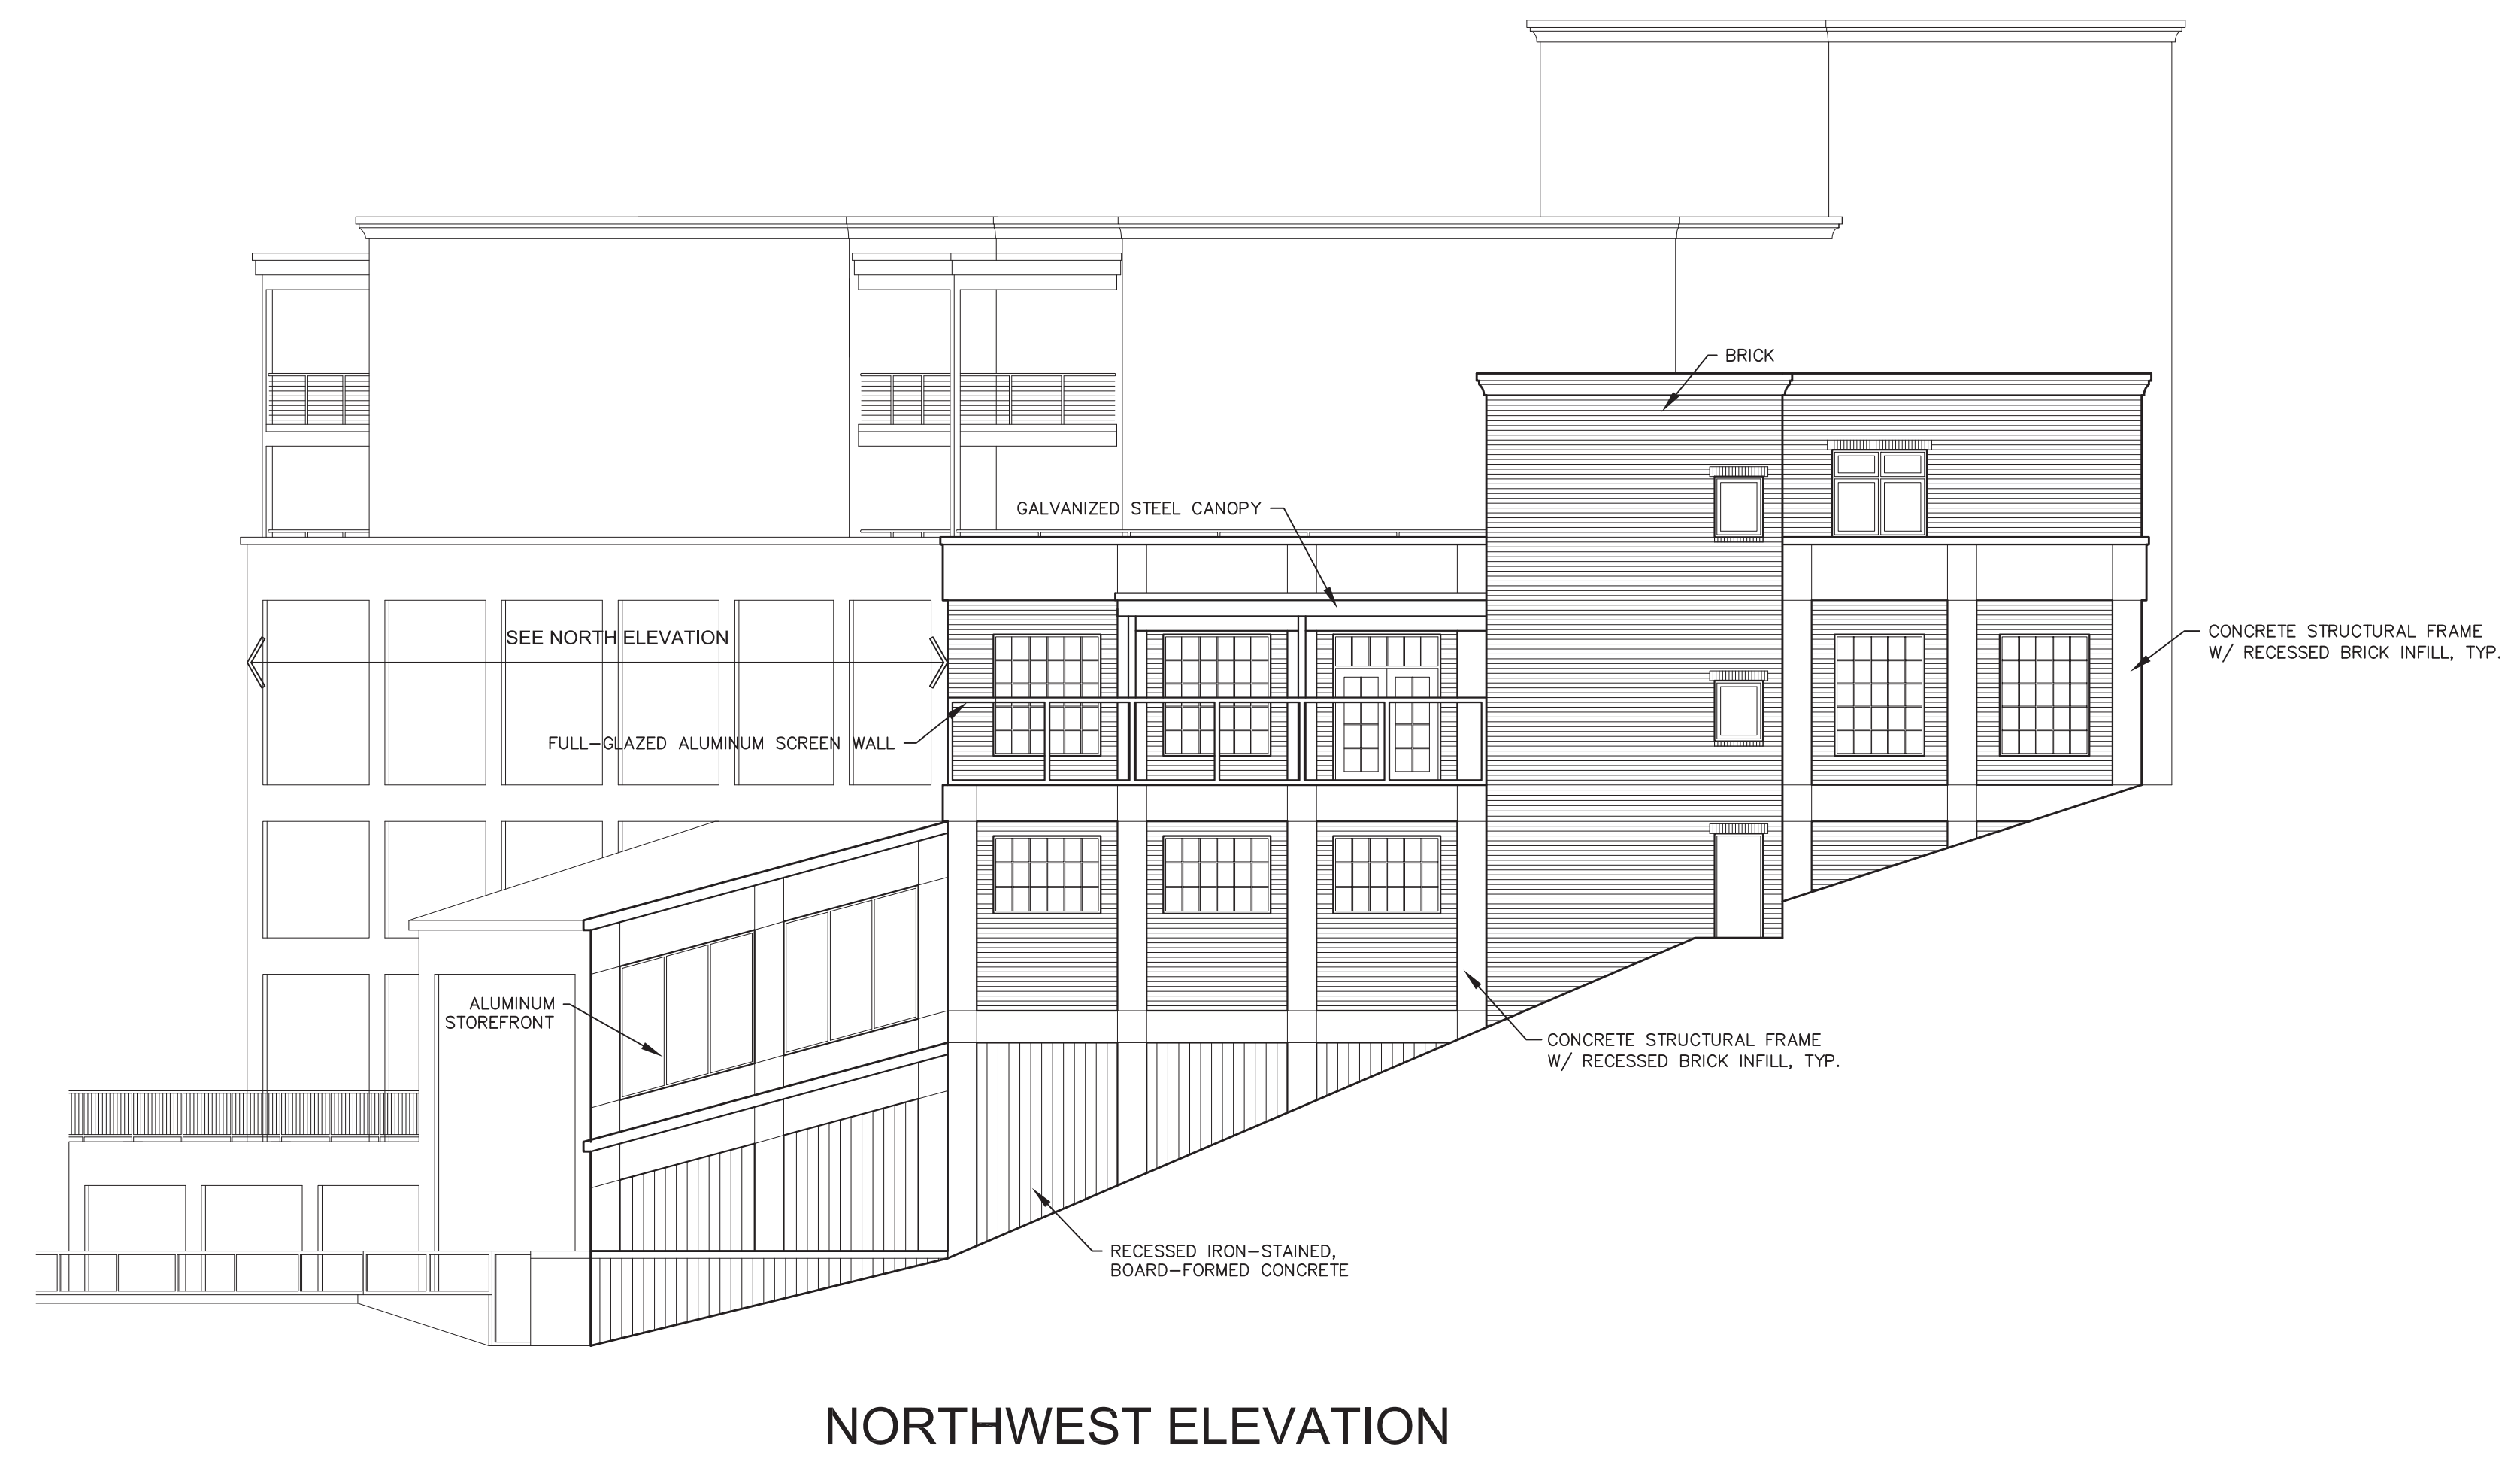 BRICK
GALVANIZED STEEL CANOPY
SEE NORTH ELEVATION
CONCRETE STRUCTURAL FRAME
W/ RECESSED BRICK INFILL, TYP.
FULL-GLAZED ALUMINUM SCREEN WALL
ALUMINUM
STOREFRONT
CONCRETE STRUCTURAL FRAME
W/ RECESSED BRICK INFILL, TYP.
RECESSED IRON-STAINED,
BOARD-FORMED CONCRETE
NORTHWEST ELEVATION